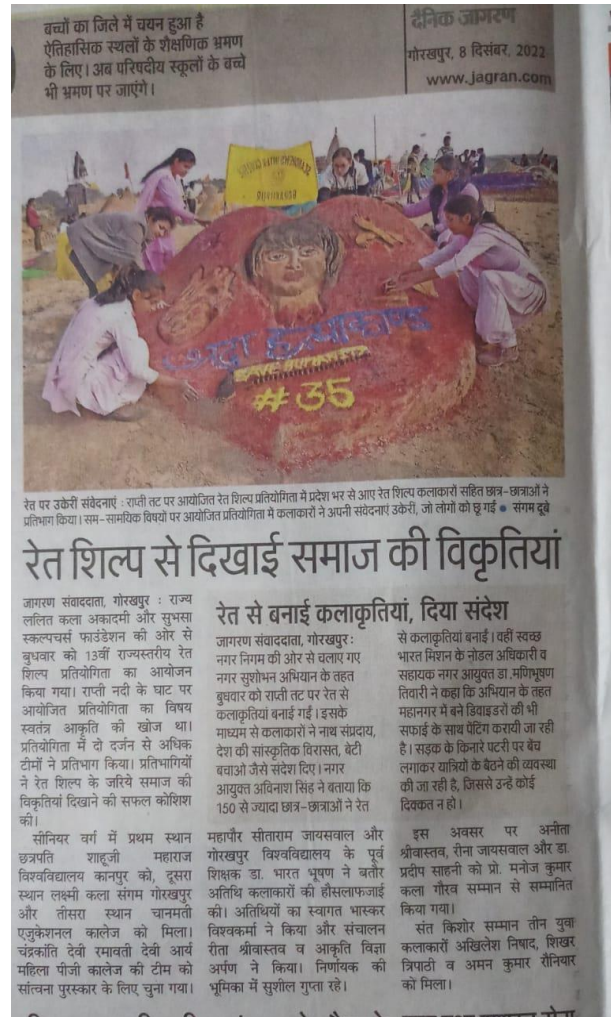 बच्चों का जिले में चयन हुआ है
ऐतिहासिक स्थलों के शैक्षणिक भ्रमण
के लिए। अब परिषदीय स्कूलों के बच्चे
भी भ्रमण पर जाएंगे।
दैनिक जागरण
गोरखपुर, 8 दिसंबर, 2022
www.jagran.com
हत्याकाण्ड
# 35
रेत पर उकेरीं संवेदनाएं : राप्ती तट पर आयोजित रेत शिल्प प्रतियोगिता में प्रदेश भर से आए रेत शिल्प कलाकारों सहित छात्र-छात्राओं ने
प्रतिभाग किया। सम-सामयिक विषयों पर आयोजित प्रतियोगिता में कलाकारों ने अपनी संवेदनाएं उकेरीं, जो लोगों को छू गईं ● संगम दूबे
रेत शिल्प से दिखाई समाज की विकृतियां
जागरण संवाददाता, गोरखपुर : राज्य
ललित कला अकादमी और सुभसा
स्कल्पचर्स फाउंडेशन की ओर से
बुधवार को 13वीं राज्यस्तरीय रेत
शिल्प प्रतियोगिता का आयोजन
किया गया। राप्ती नदी के घाट पर
आयोजित प्रतियोगिता का विषय
स्वतंत्र आकृति की खोज था।
प्रतियोगिता में दो दर्जन से अधिक
टीमों ने प्रतिभाग किया। प्रतिभागियों
ने रेत शिल्प के जरिये समाज की
विकृतियां दिखाने की सफल कोशिश
की।
सीनियर वर्ग में प्रथम स्थान
छत्रपति शाहूजी महाराज
विश्वविद्यालय कानपुर को, दूसरा
स्थान लक्ष्मी कला संगम गोरखपुर
और तीसरा स्थान चानमती
एजुकेशनल कालेज को मिला।
चंद्रकांति देवी रमावती देवी आर्य
महिला पीजी कालेज की टीम को
सांत्वना पुरस्कार के लिए चुना गया।
रेत से बनाई कलाकृतियां, दिया संदेश
जागरण संवाददाता, गोरखपुर :
नगर निगम की ओर से चलाए गए
नगर सुशोभन अभियान के तहत
बुधवार को राप्ती तट पर रेत से
कलाकृतियां बनाई गईं। इसके
माध्यम से कलाकारों ने नाथ संप्रदाय,
देश की सांस्कृतिक विरासत, बेटी
बचाओ जैसे संदेश दिए। नगर
आयुक्त अविनाश सिंह ने बताया कि
150 से ज्यादा छात्र-छात्राओं ने रेत
से कलाकृतियां बनाईं। वहीं स्वच्छ
भारत मिशन के नोडल अधिकारी व
सहायक नगर आयुक्त डा.मणिभूषण
तिवारी ने कहा कि अभियान के तहत
महानगर में बने डिवाइडरों की भी
सफाई के साथ पेंटिंग करायी जा रही
है। सड़क के किनारे पटरी पर बेंच
लगाकर यात्रियों के बैठने की व्यवस्था
की जा रही है, जिससे उन्हें कोई
दिक्कत न हो।
महापौर सीताराम जायसवाल और
गोरखपुर विश्वविद्यालय के पूर्व
शिक्षक डा. भारत भूषण ने बतौर
अतिथि कलाकारों की हौसलाफजाई
की। अतिथियों का स्वागत भास्कर
विश्वकर्मा ने किया और संचालन
रीता श्रीवास्तव व आकृति विज्ञा
अर्पण ने किया। निर्णायक की
भूमिका में सुशील गुप्ता रहे।
इस अवसर पर अनीता
श्रीवास्तव, रोना जायसवाल और डा.
प्रदीप साहनी को प्रो. मनोज कुमार
कला गौरव सम्मान से सम्मानित
किया गया।
संत किशोर सम्मान तीन युवा
कलाकारों अखिलेश निषाद, शिखर
त्रिपाठी व अमन कुमार रौनियार
को मिला।